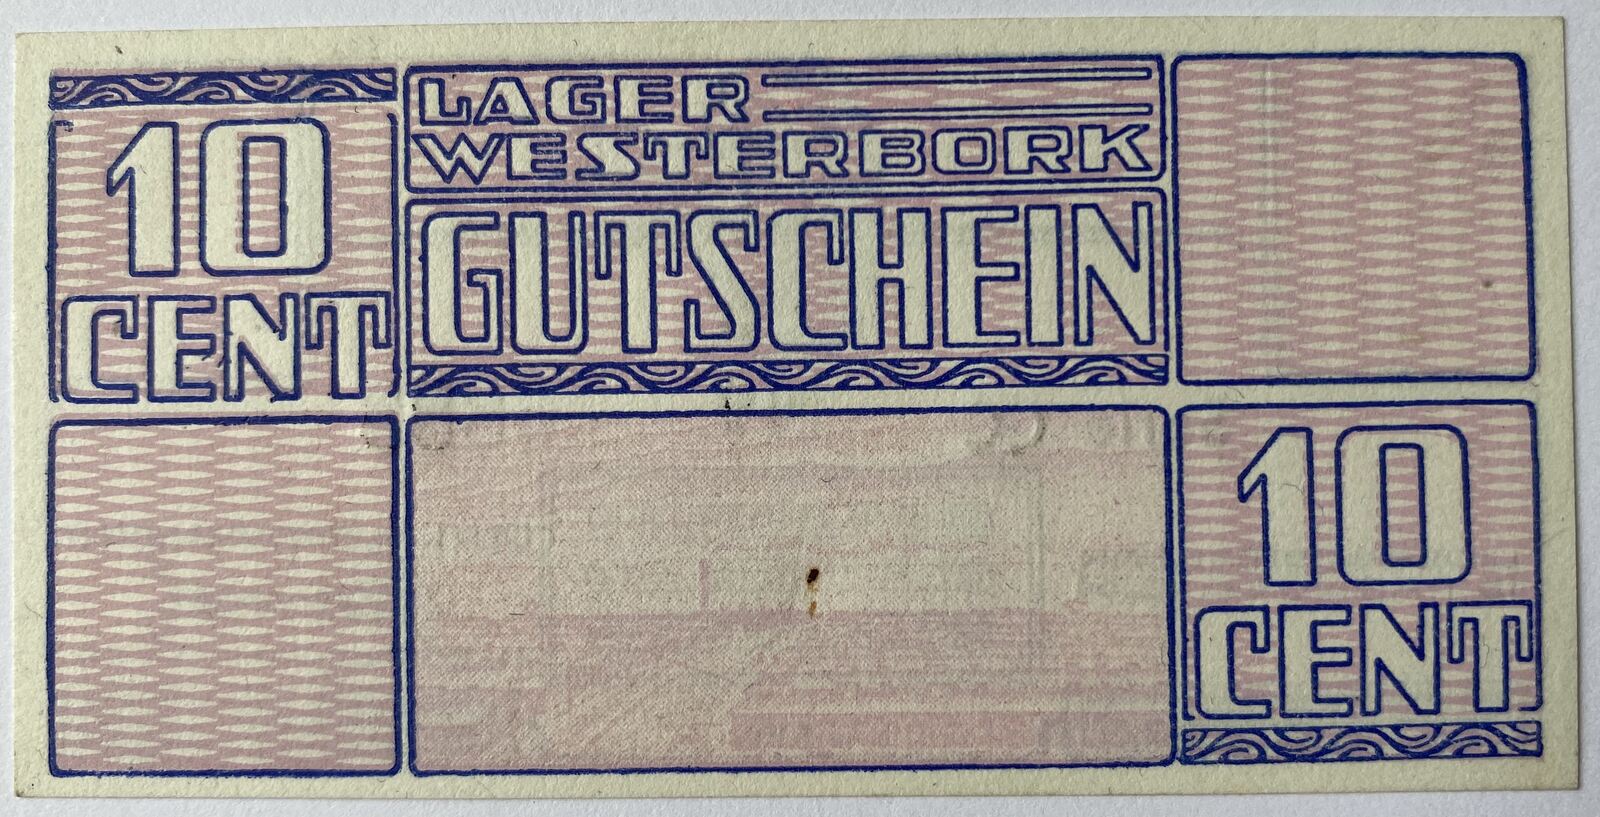 10
CENT
LAGER
WESTERBORK
GUTSCHEIN
10
CENT